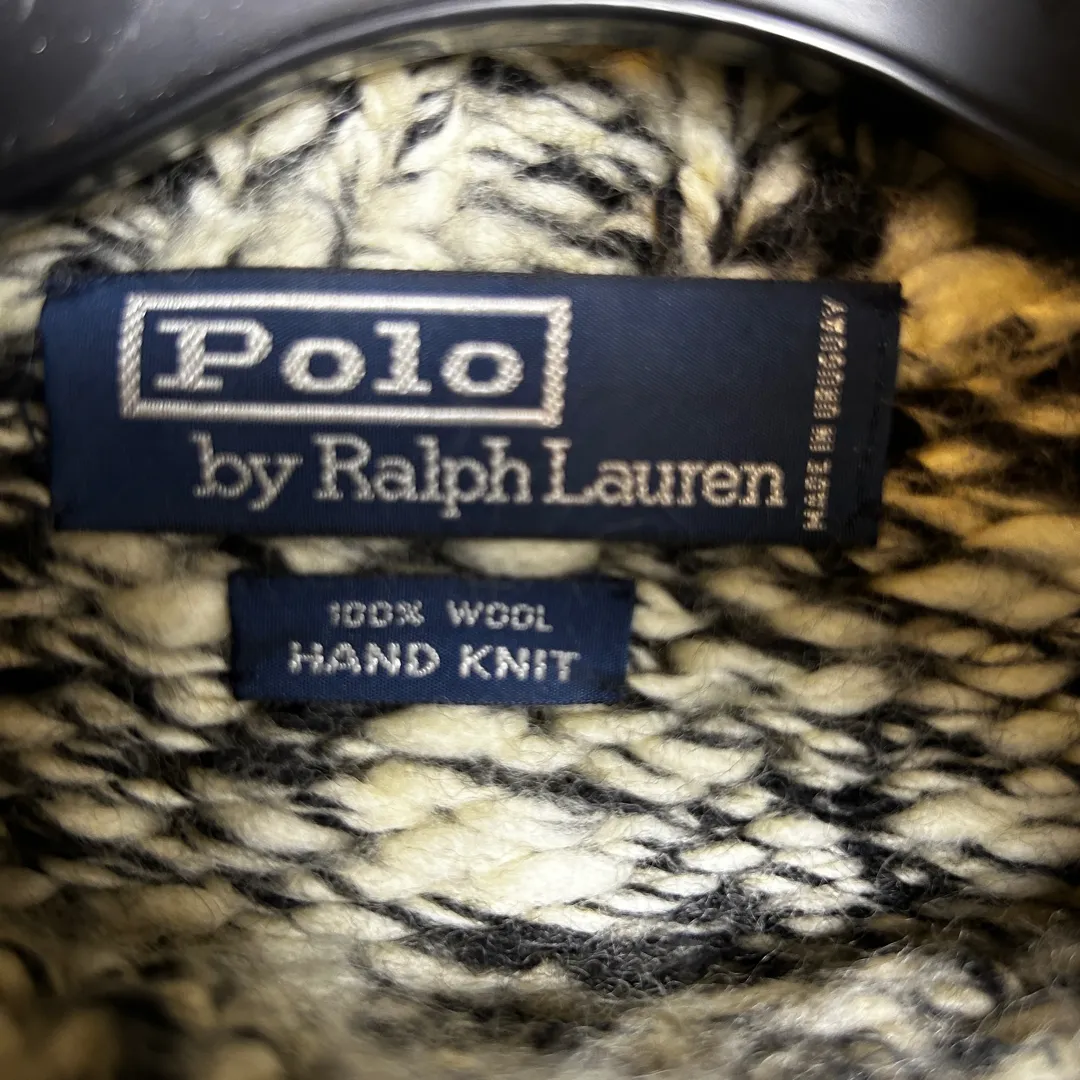 Polo
by Ralph Lauren
MADE IN URUGUAY
100% WOOL
HAND KNIT